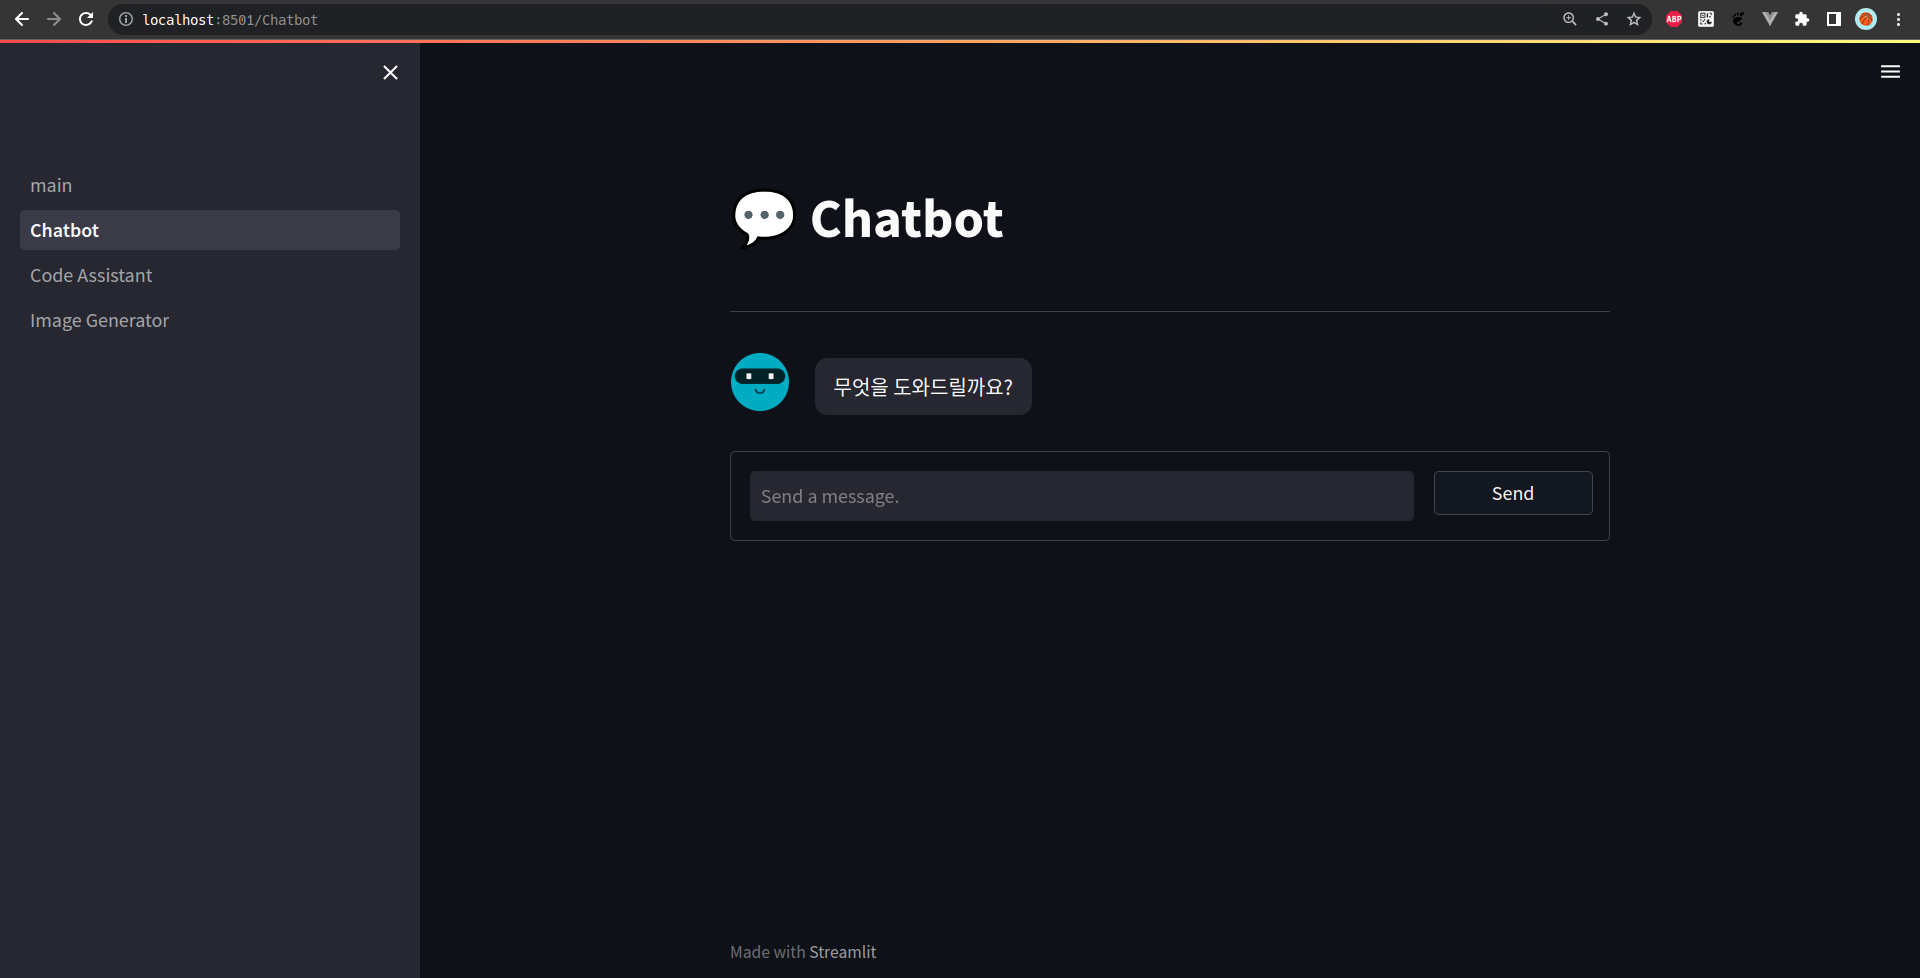 localhost:8501/Chatbot
ABP
main
Chatbot
Code Assistant
Image Generator
Chatbot
무엇을 도와드릴까요?
Send a message.
Send
Made with Streamlit